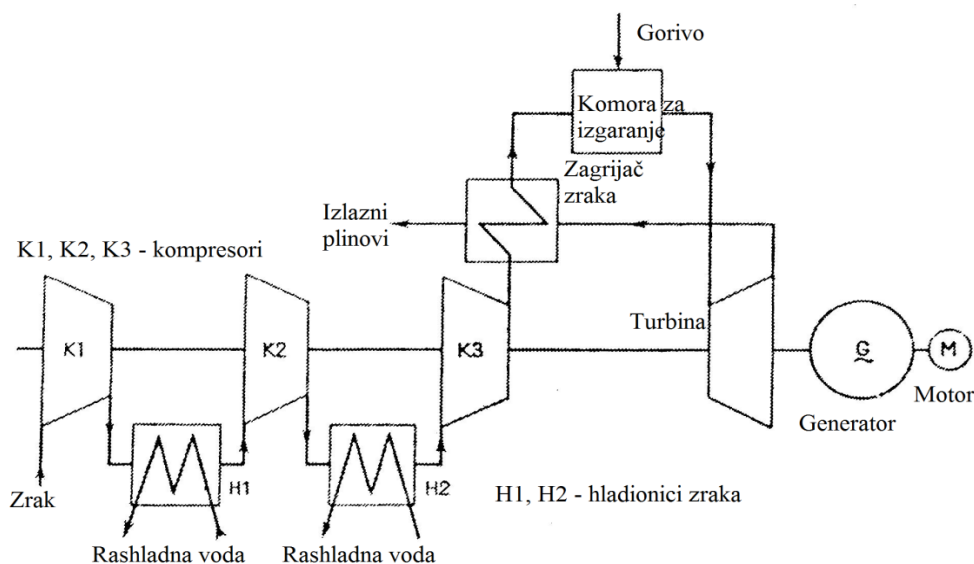 Gorivo
Komora za
izgaranje
Zagrijač
zraka
Izlazni
plinovi
K1, K2, K3 - kompresori
K1
K2
K3
Turbina
G
~
M
Motor
Generator
Zrak
H1
H2
H1, H2 - hladionici zraka
Rashladna voda
Rashladna voda